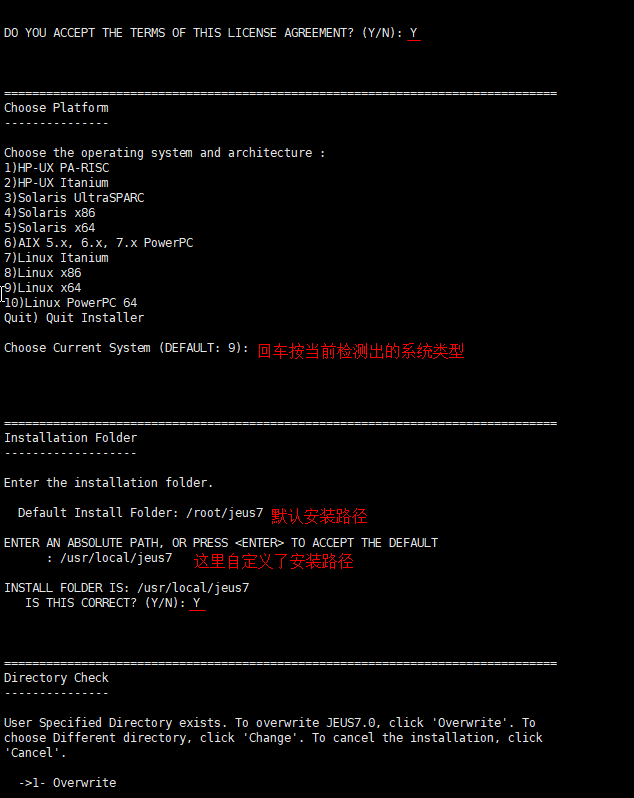 DO YOU ACCEPT THE TERMS OF THIS LICENSE AGREEMENT? (Y/N): Y
===============================================================================
Choose Platform
---------------
Choose the operating system and architecture :
1)HP-UX PA-RISC
2)HP-UX Itanium
3)Solaris UltraSPARC
4)Solaris x86
5)Solaris x64
6)AIX 5.x, 6.x, 7.x PowerPC
7)Linux Itanium
8)Linux x86
9)Linux x64
10)Linux PowerPC 64
Quit) Quit Installer
Choose Current System (DEFAULT: 9): 回车按当前检测出的系统类型
===============================================================================
Installation Folder
-------------------
Enter the installation folder.
Default Install Folder: /root/jeus7 默认安装路径
ENTER AN ABSOLUTE PATH, OR PRESS <ENTER> TO ACCEPT THE DEFAULT
: /usr/local/jeus7 这里自定义了安装路径
INSTALL FOLDER IS: /usr/local/jeus7
IS THIS CORRECT? (Y/N): Y
===============================================================================
Directory Check
---------------
User Specified Directory exists. To overwrite JEUS7.0, click 'Overwrite'. To
choose Different directory, click 'Change'. To cancel the installation, click
'Cancel'.
->1- Overwrite